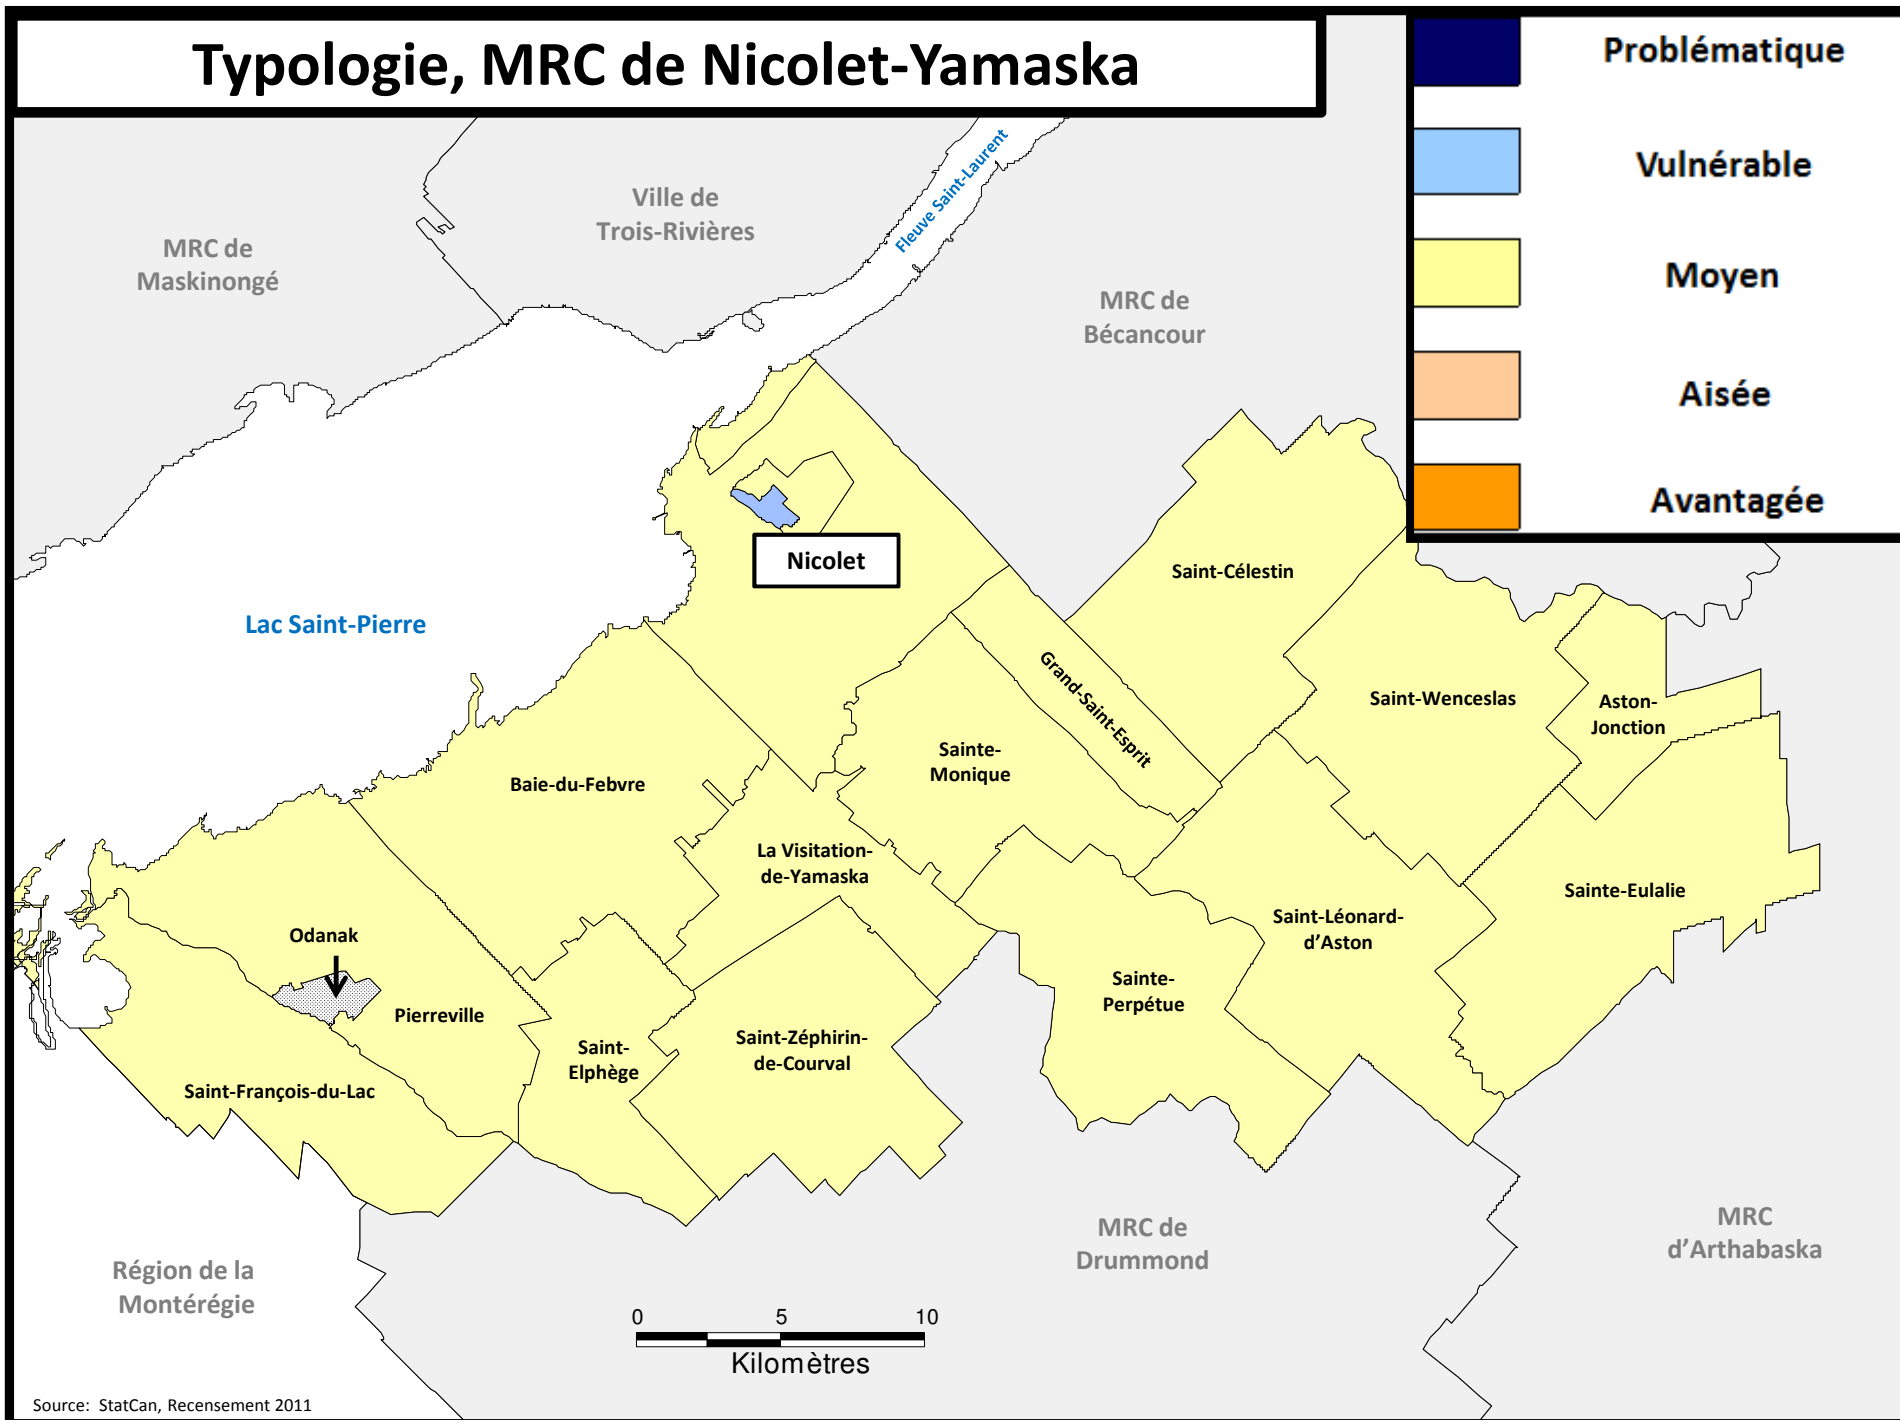 Typologie, MRC de Nicolet-Yamaska
Problématique
Vulnérable
Moyen
Aisée
Avantagée
Ville de
Trois-Rivières
MRC de
Maskinongé
Fleuve Saint-Laurent
MRC de
Bécancour
Nicolet
Saint-Célestin
Lac Saint-Pierre
Grand-Saint-Esprit
Saint-Wenceslas
Aston-
Jonction
Sainte-
Monique
Baie-du-Febvre
La Visitation-
de-Yamaska
Sainte-Eulalie
Saint-Léonard-
d’Aston
Odanak
Sainte-
Perpétue
Pierreville
Saint-Zéphirin-
de-Courval
Saint-
Elphège
Saint-François-du-Lac
MRC de
Drummond
MRC
d’Arthabaska
Région de la
Montérégie
0 5 10
Kilomètres
Source: StatCan, Recensement 2011